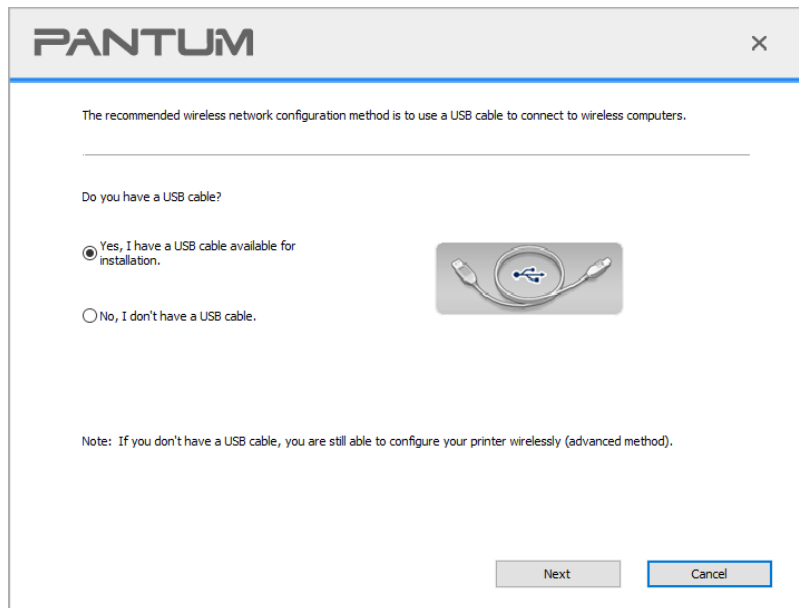 PANTUM
The recommended wireless network configuration method is to use a USB cable to connect to wireless computers.
Do you have a USB cable?
Yes, I have a USB cable available for
installation.
No, I don't have a USB cable.
Note: If you don't have a USB cable, you are still able to configure your printer wirelessly (advanced method).
Next
Cancel